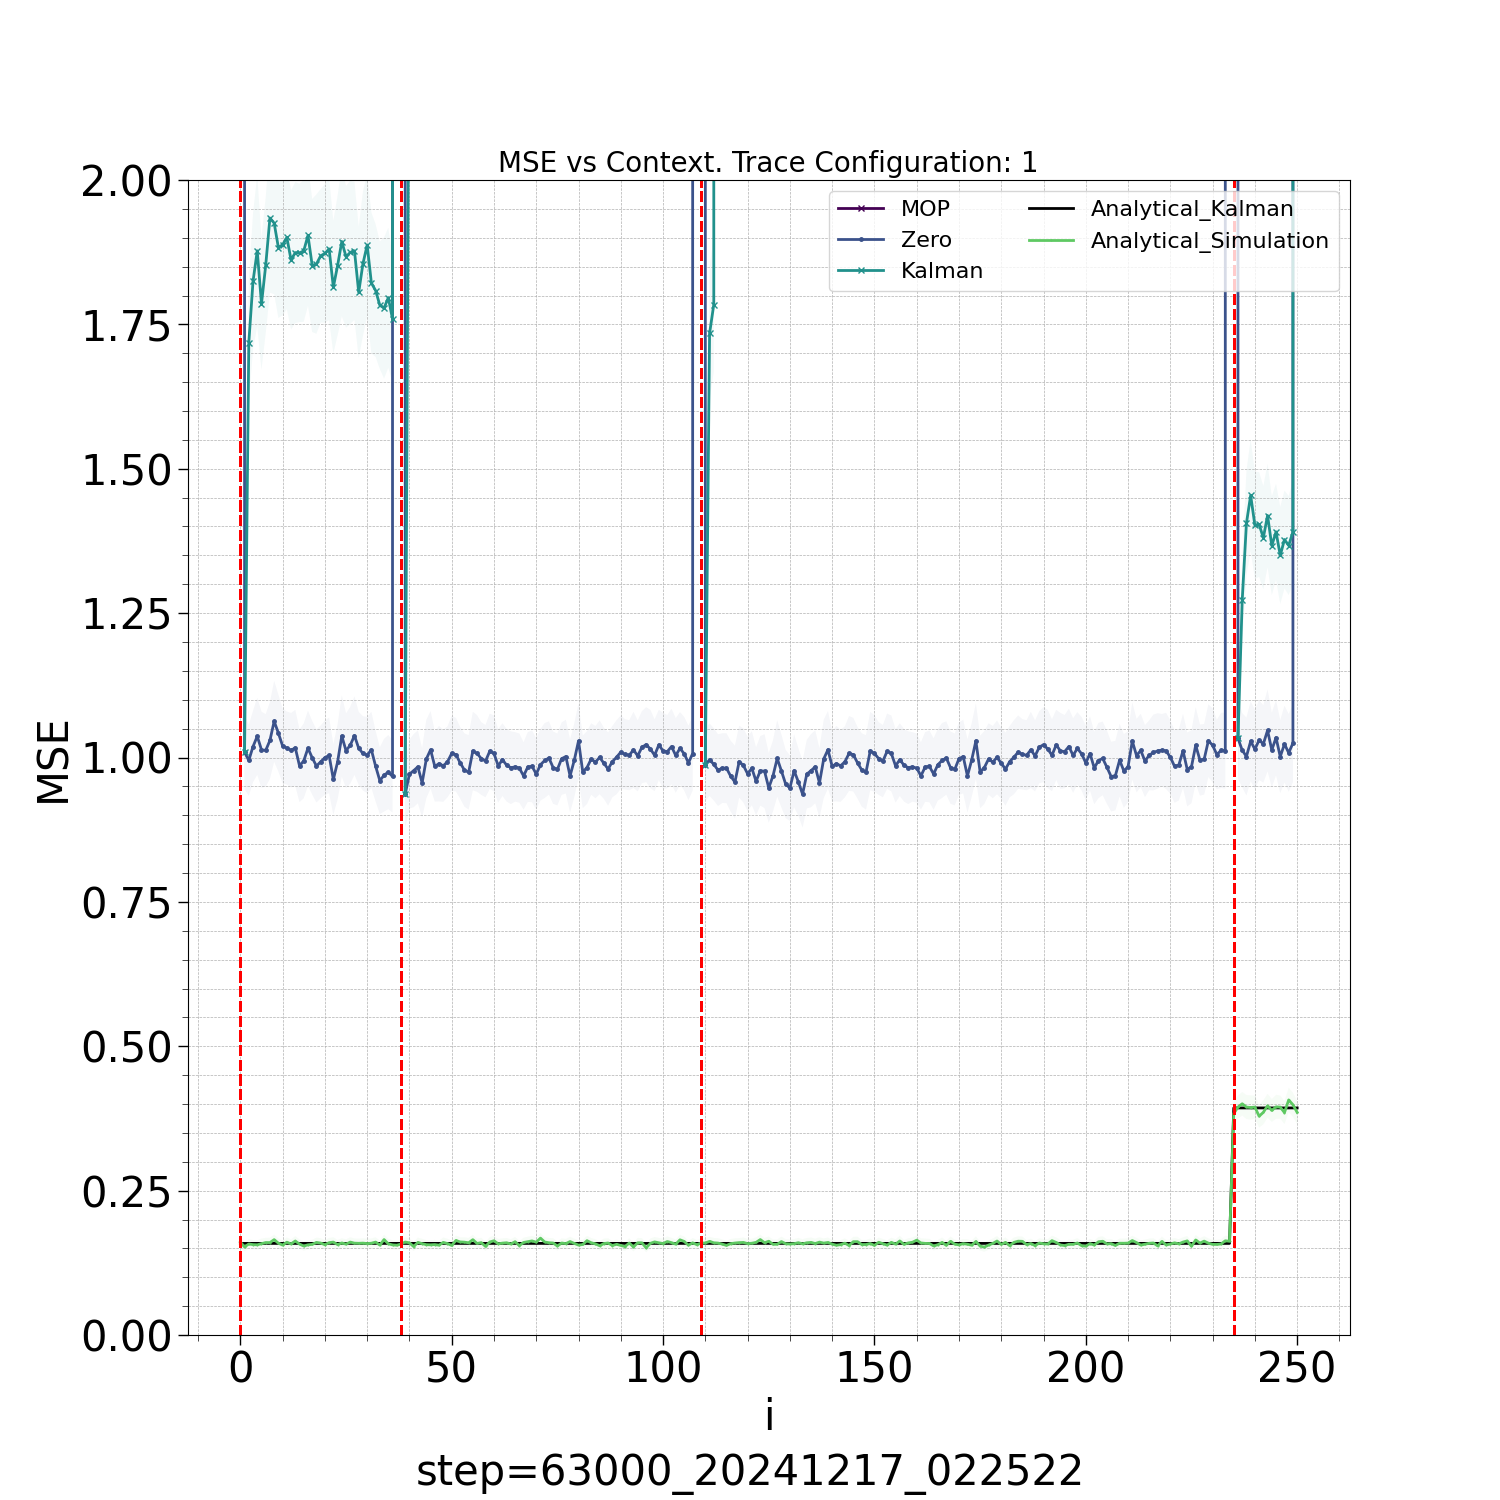 MSE vs Context. Trace Configuration: 1
MOP
Zero
Kalman
Analytical_Kalman
Analytical_Simulation
MSE
2.00
1.75
1.50
1.25
1.00
0.75
0.50
0.25
0.00
0 50 100 150 200 250
i
step=63000_20241217_022522